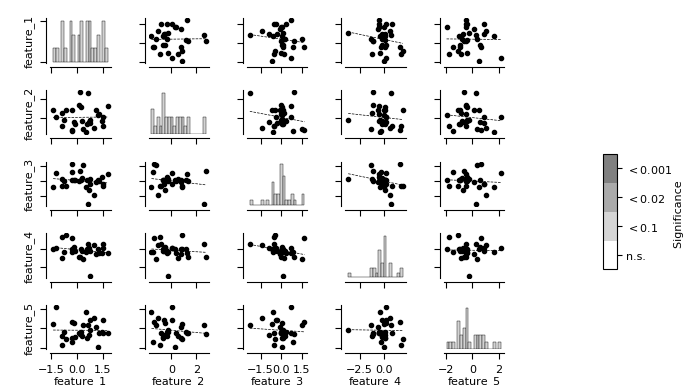 feature_1
feature_2
feature_3
feature_4
feature_5
−1.5 0.0 1.5
feature_1
0 2
feature_2
−1.5 0.0 1.5
feature_3
−2.5 0.0
feature_4
−2 0 2
feature_5
<0.001
<0.02
<0.1
n.s.
Significance